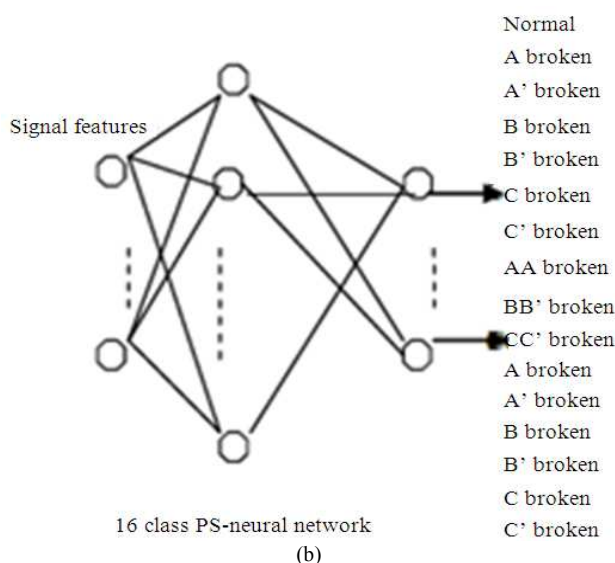 Normal
A broken
A’ broken
Signal features
B broken
B’ broken
C broken
C’ broken
AA broken
BB’ broken
CC’ broken
A broken
A’ broken
B broken
B’ broken
C broken
C’ broken
16 class PS-neural network
(b)